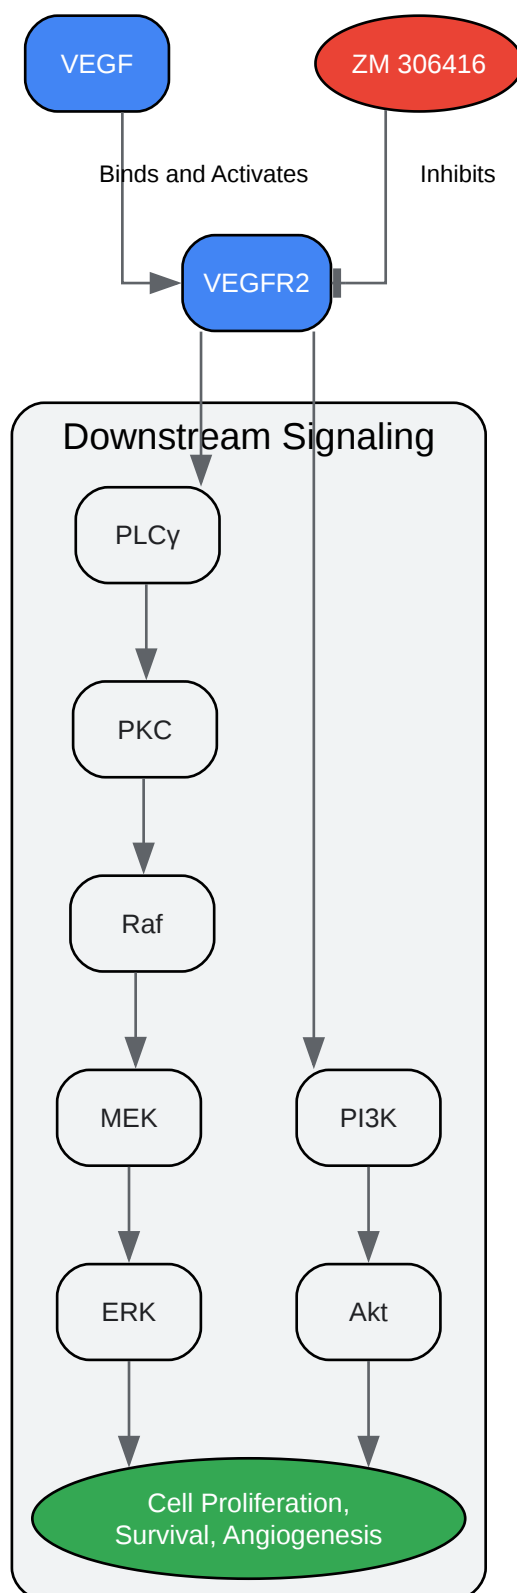 VEGF
ZM 306416
Binds and Activates
Inhibits
VEGFR2
Downstream Signaling
PLCγ
PKC
Raf
MEK
PI3K
ERK
Akt
Cell Proliferation,
Survival, Angiogenesis